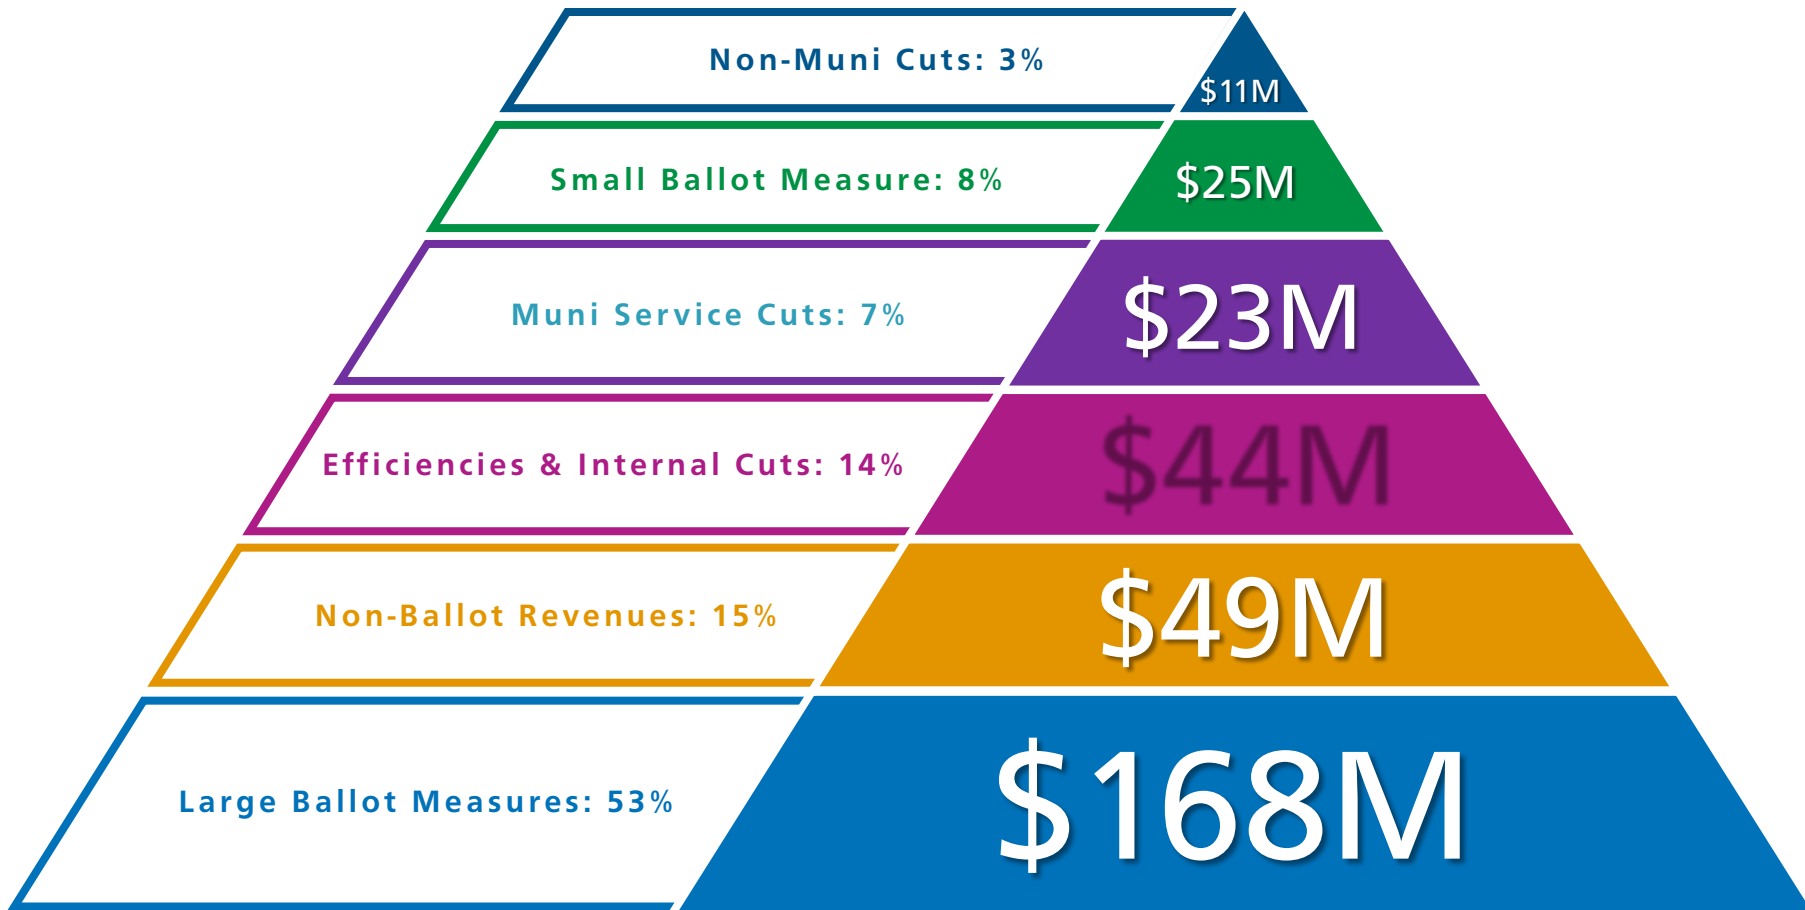 Non-Muni Cuts: 3%
$11M
Small Ballot Measure: 8%
$25M
Muni Service Cuts: 7%
$23M
Efficiencies & Internal Cuts: 14%
$44M
Non-Ballot Revenues: 15%
$49M
Large Ballot Measures: 53%
$168M